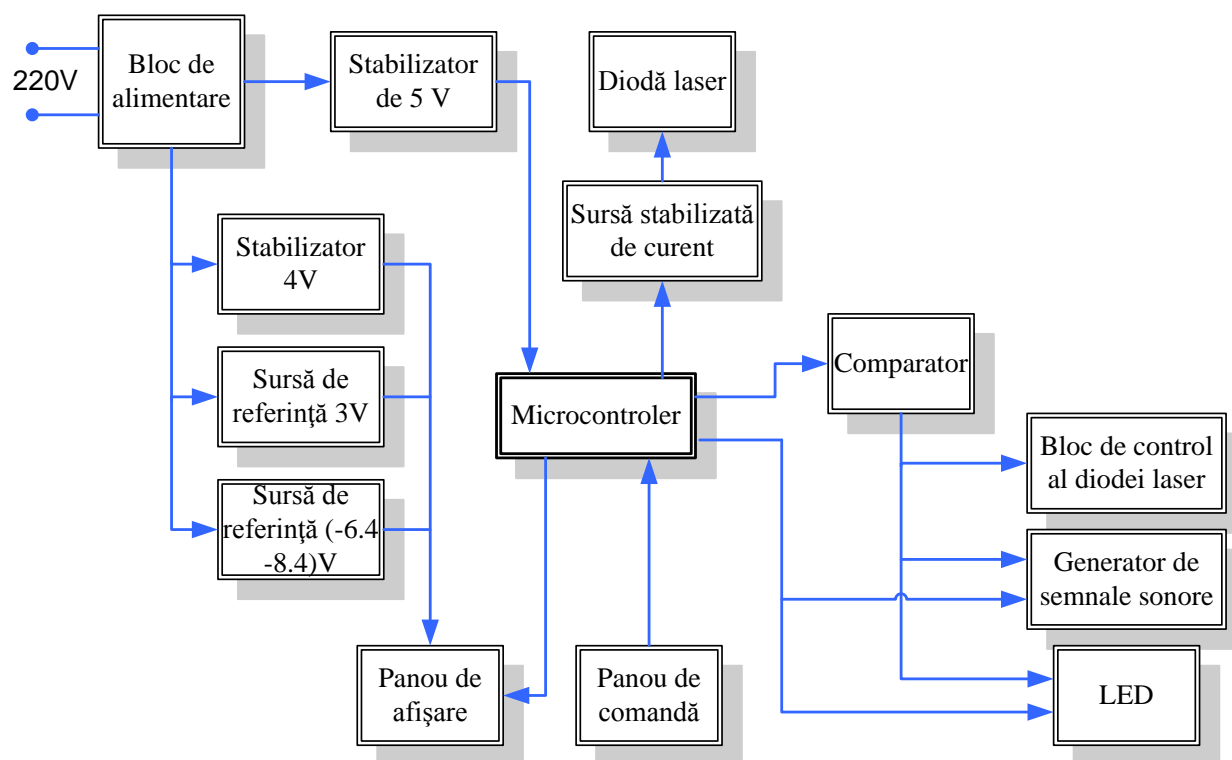 220V
Bloc de
alimentare
Stabilizator
de 5 V
Diodă laser
Sursă stabilizată
de curent
Stabilizator
4V
Sursă de
referinţă 3V
Sursă de
referinţă (-6.4
-8.4)V
Microcontroler
Comparator
Bloc de control
al diodei laser
Generator de
semnale sonore
LED
Panou de
afişare
Panou de
comandă